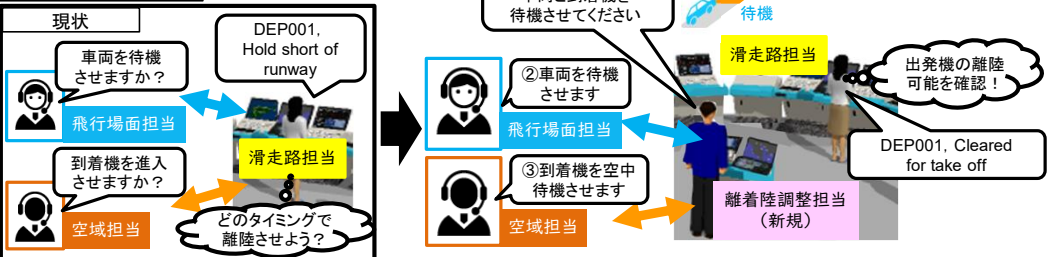 現状
車両を待機
させますか？
飛行場面担当
到着機を進入
させますか？
空域担当
DEP001,
Hold short of
runway
滑走路担当
どのタイミングで
離陸させよう？
待機させてください
待機
②車両を待機
させます
飛行場面担当
③到着機を空中
待機させます
空域担当
滑走路担当
出発機の離陸
可能を確認！
DEP001, Cleared
for take off
離着陸調整担当
（新規）